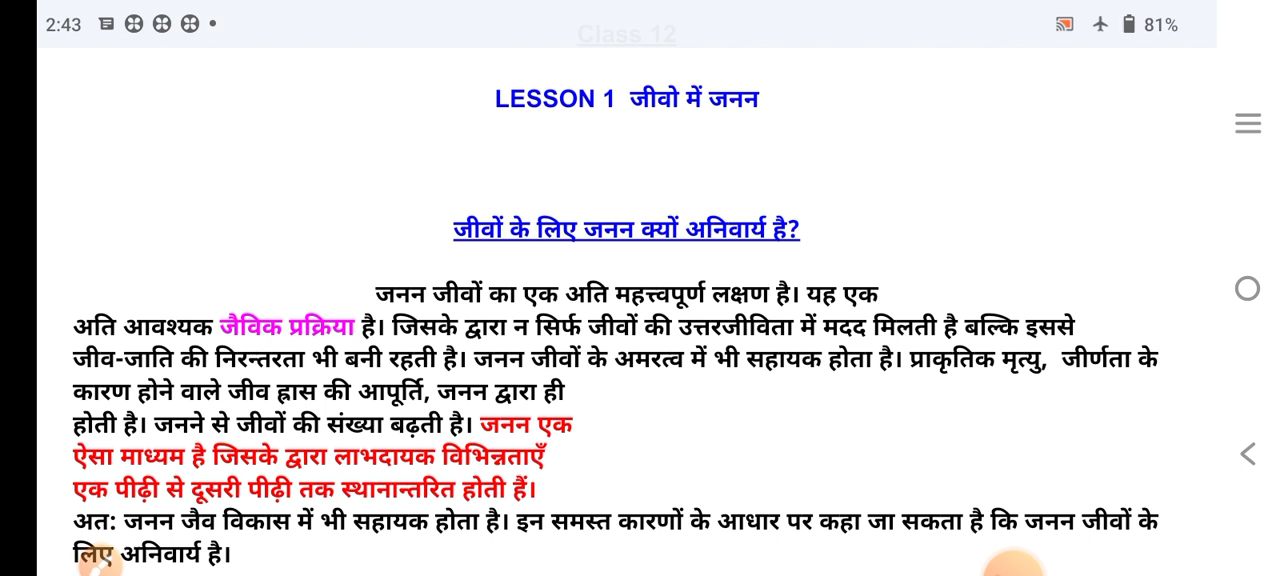 2:43
81%
Class 12
LESSON 1 जीवो में जनन
जीवों के लिए जनन क्यों अनिवार्य है?
जनन जीवों का एक अति महत्त्वपूर्ण लक्षण है। यह एक
अति आवश्यक जैविक प्रक्रिया है। जिसके द्वारा न सिर्फ जीवों की उत्तरजीविता में मदद मिलती है बल्कि इससे
जीव-जाति की निरन्तरता भी बनी रहती है। जनन जीवों के अमरत्व में भी सहायक होता है। प्राकृतिक मृत्यु, जीर्णता के
कारण होने वाले जीव ह्रास की आपूर्ति, जनन द्वारा ही
होती है। जनने से जीवों की संख्या बढ़ती है। जनन एक
ऐसा माध्यम है जिसके द्वारा लाभदायक विभिन्नताएँ
एक पीढ़ी से दूसरी पीढ़ी तक स्थानान्तरित होती हैं।
अत: जनन जैव विकास में भी सहायक होता है। इन समस्त कारणों के आधार पर कहा जा सकता है कि जनन जीवों के
लिए अनिवार्य है।